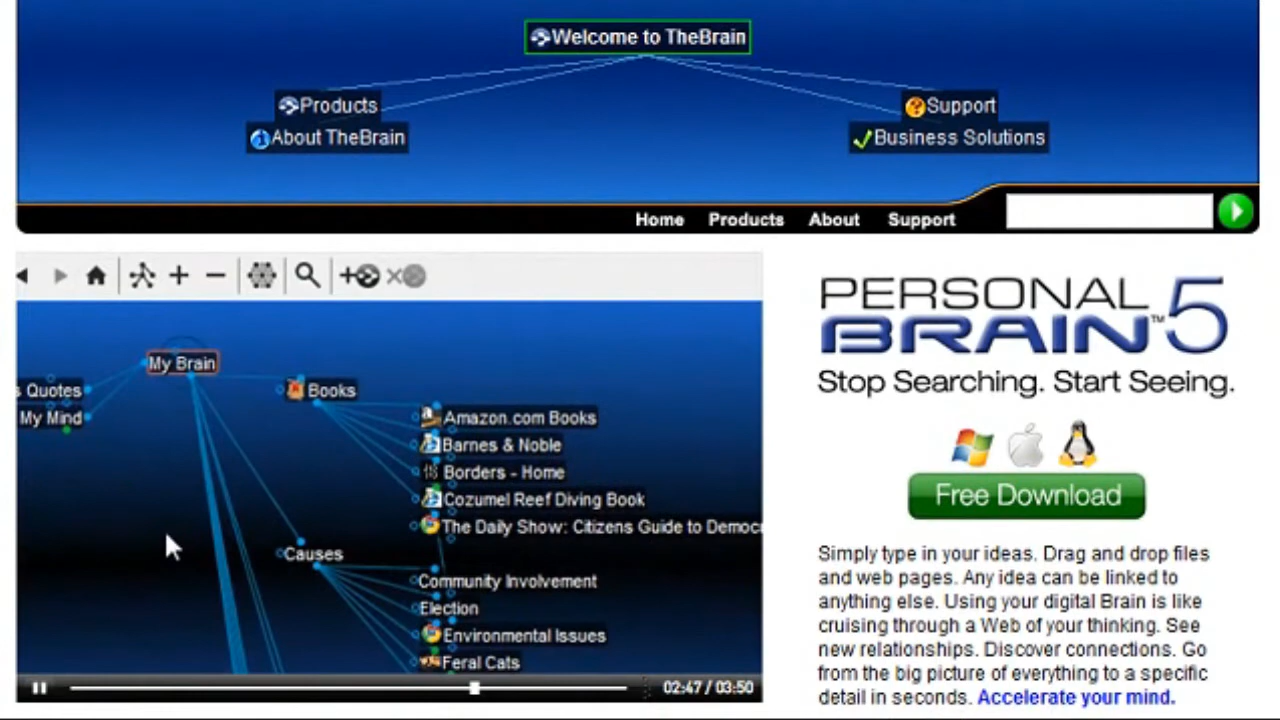 Welcome to TheBrain
Products
Support
About TheBrain
Business Solutions
Home Products About Support
My Brain
s Quotes
Books
My Mind
Amazon.com Books
Barnes & Noble
Borders - Home
Cozumel Reef Diving Book
The Daily Show: Citizens Guide to Democr
Causes
Community Involvement
Election
Environmental Issues
Feral Cats
02:47 / 03:50
PERSONAL
BRAIN™ 5
Stop Searching. Start Seeing.
Free Download
Simply type in your ideas. Drag and drop files
and web pages. Any idea can be linked to
anything else. Using your digital Brain is like
cruising through a Web of your thinking. See
new relationships. Discover connections. Go
from the big picture of everything to a specific
detail in seconds. Accelerate your mind.